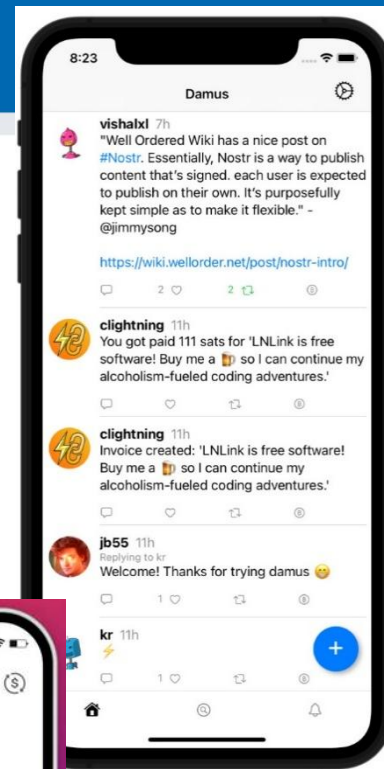 8:23
Damus
vishalxl 7h
"Well Ordered Wiki has a nice post on
#Nostr. Essentially, Nostr is a way to publish
content that's signed. each user is expected
to publish on their own. It's purposefully
kept simple as to make it flexible." -
@jimmysong
https://wiki.wellorder.net/post/nostr-intro/
2 2
clightning 11h
You got paid 111 sats for 'LNLink is free
software! Buy me a 🍺 so I can continue my
alcoholism-fueled coding adventures.'
clightning 11h
Invoice created: 'LNLink is free software!
Buy me a 🍺 so I can continue my
alcoholism-fueled coding adventures.'
jb55 11h
Replying to kr
Welcome! Thanks for trying damus 😁
1
kr 11h
⚡
1